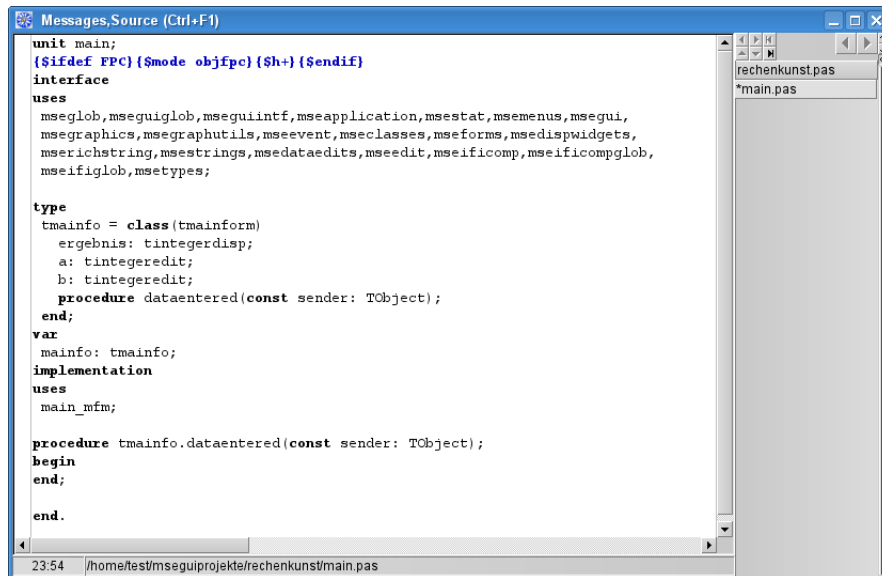 Messages,Source (Ctrl+F1)
unit main;
{$ifdef FPC}{$mode objfpc}{$h+}{$endif}
interface
uses
mseglob,mseguiglob,mseguiintf,mseapplication,msestat,msemenus,msegui,
msegraphics,msegraphutils,mseevent,mseclasses,mseforms,msedispwidgets,
mserichstring,msestrings,msedataedits,mseedit,mseificomp,mseificompglob,
mseifiglob,msetypes;
type
tmainfo = class(tmainform)
ergebnis: tintegerdisp;
a: tintegeredit;
b: tintegeredit;
procedure dataentered(const sender: TObject);
end;
var
mainfo: tmainfo;
implementation
uses
main_mfm;
procedure tmainfo.dataentered(const sender: TObject);
begin
end;
end.
rechenkunst.pas
*main.pas
23:54 /home/test/mseguiprojekte/rechenkunst/main.pas